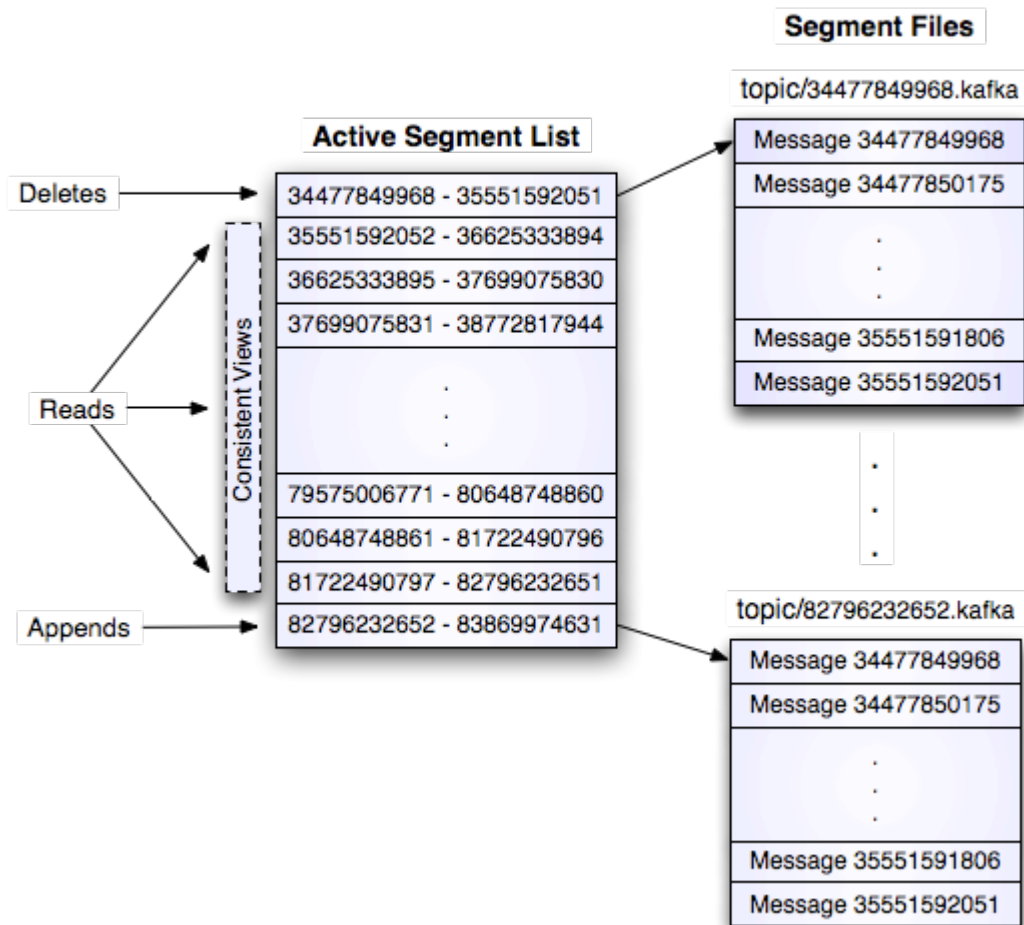 Segment Files
topic/34477849968.kafka
Active Segment List
Message 34477849968
Deletes
34477849968 - 35551592051
Message 34477850175
35551592052 - 36625333894
.
.
.
36625333895 - 37699075830
37699075831 - 38772817944
Message 35551591806
Message 35551592051
Consistent Views
.
.
.
Reads
.
.
.
79575006771 - 80648748860
80648748861 - 81722490796
81722490797 - 82796232651
topic/82796232652.kafka
Appends
82796232652 - 83869974631
Message 34477849968
Message 34477850175
.
.
.
Message 35551591806
Message 35551592051